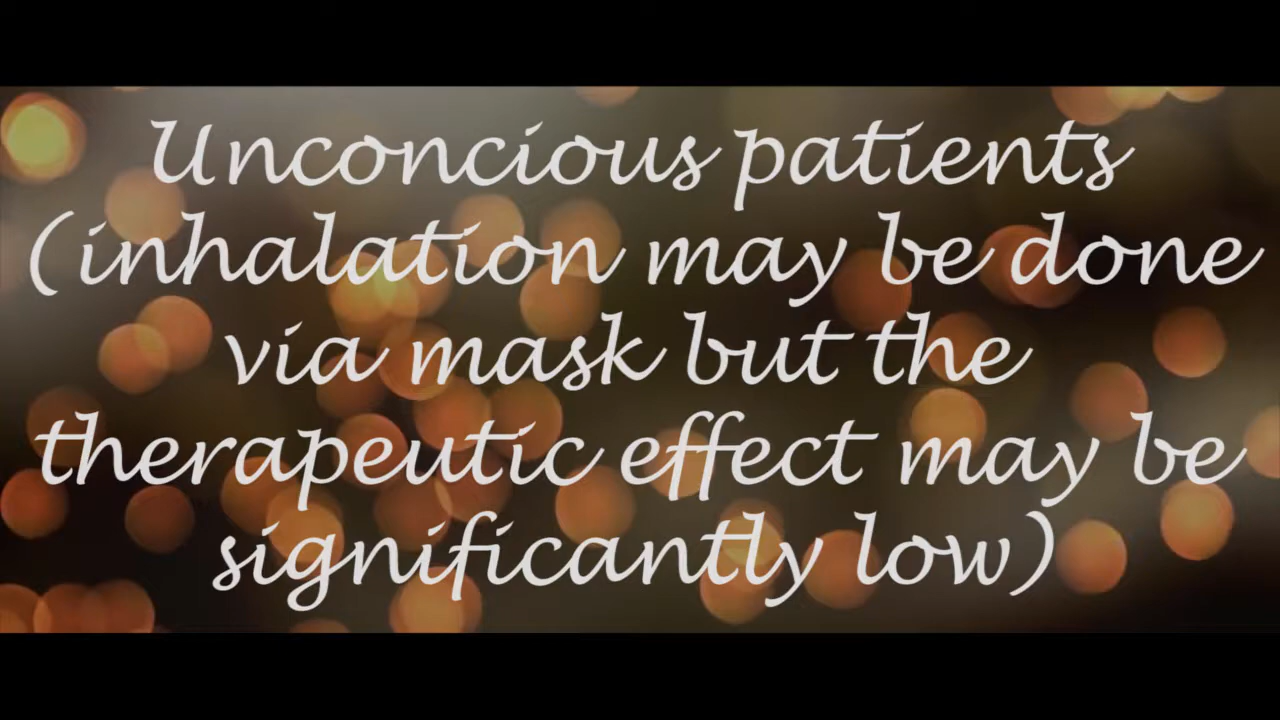 Unconcious patients
(inhalation may be done
via mask but the
therapeutic effect may be
significantly low)